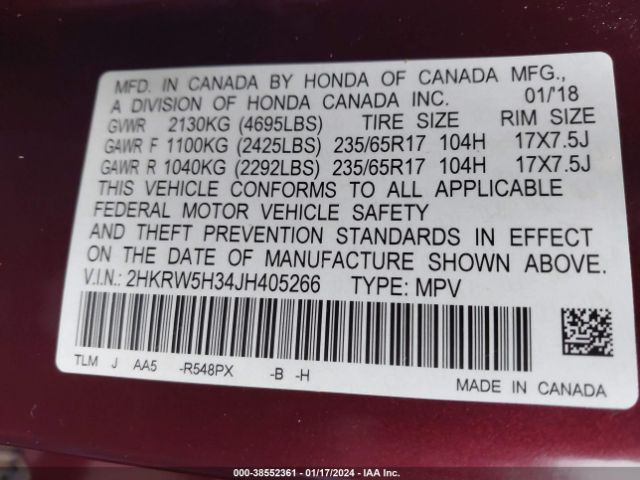 MFD. IN CANADA BY HONDA OF CANADA MFG.,
A DIVISION OF HONDA CANADA INC. 01/'18
GVWR 2130KG (4695LBS) TIRE SIZE RIM SIZE
GAWR F 1100KG (2425LBS) 235/65R17 104H 17X7.5J
GAWR R 1040KG (2292LBS) 235/65R17 104H 17X7.5J
THIS VEHICLE CONFORMS TO ALL APPLICABLE
FEDERAL MOTOR VEHICLE SAFETY
AND THEFT PREVENTION STANDARDS IN EFFECT
ON THE DATE OF MANUFACTURE SHOWN ABOVE.
V.I.N.: 2HKRW5H34JH405266 TYPE: MPV
TLM J AA5 -R548PX -B -H
MADE IN CANADA
000-38552361 - 01/17/2024 - IAA Inc.